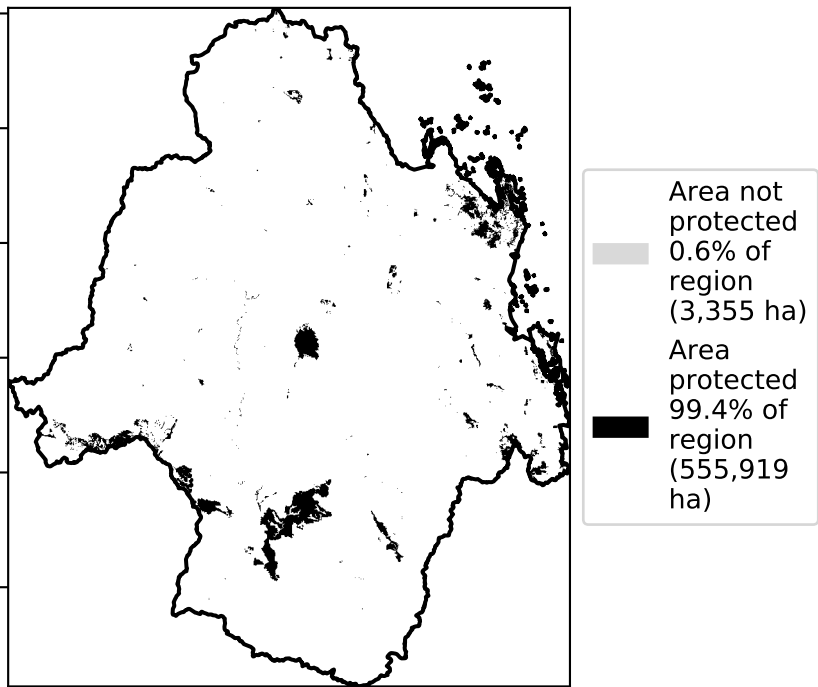 Area not
protected
0.6% of
region
(3,355 ha)
Area
protected
99.4% of
region
(555,919
ha)